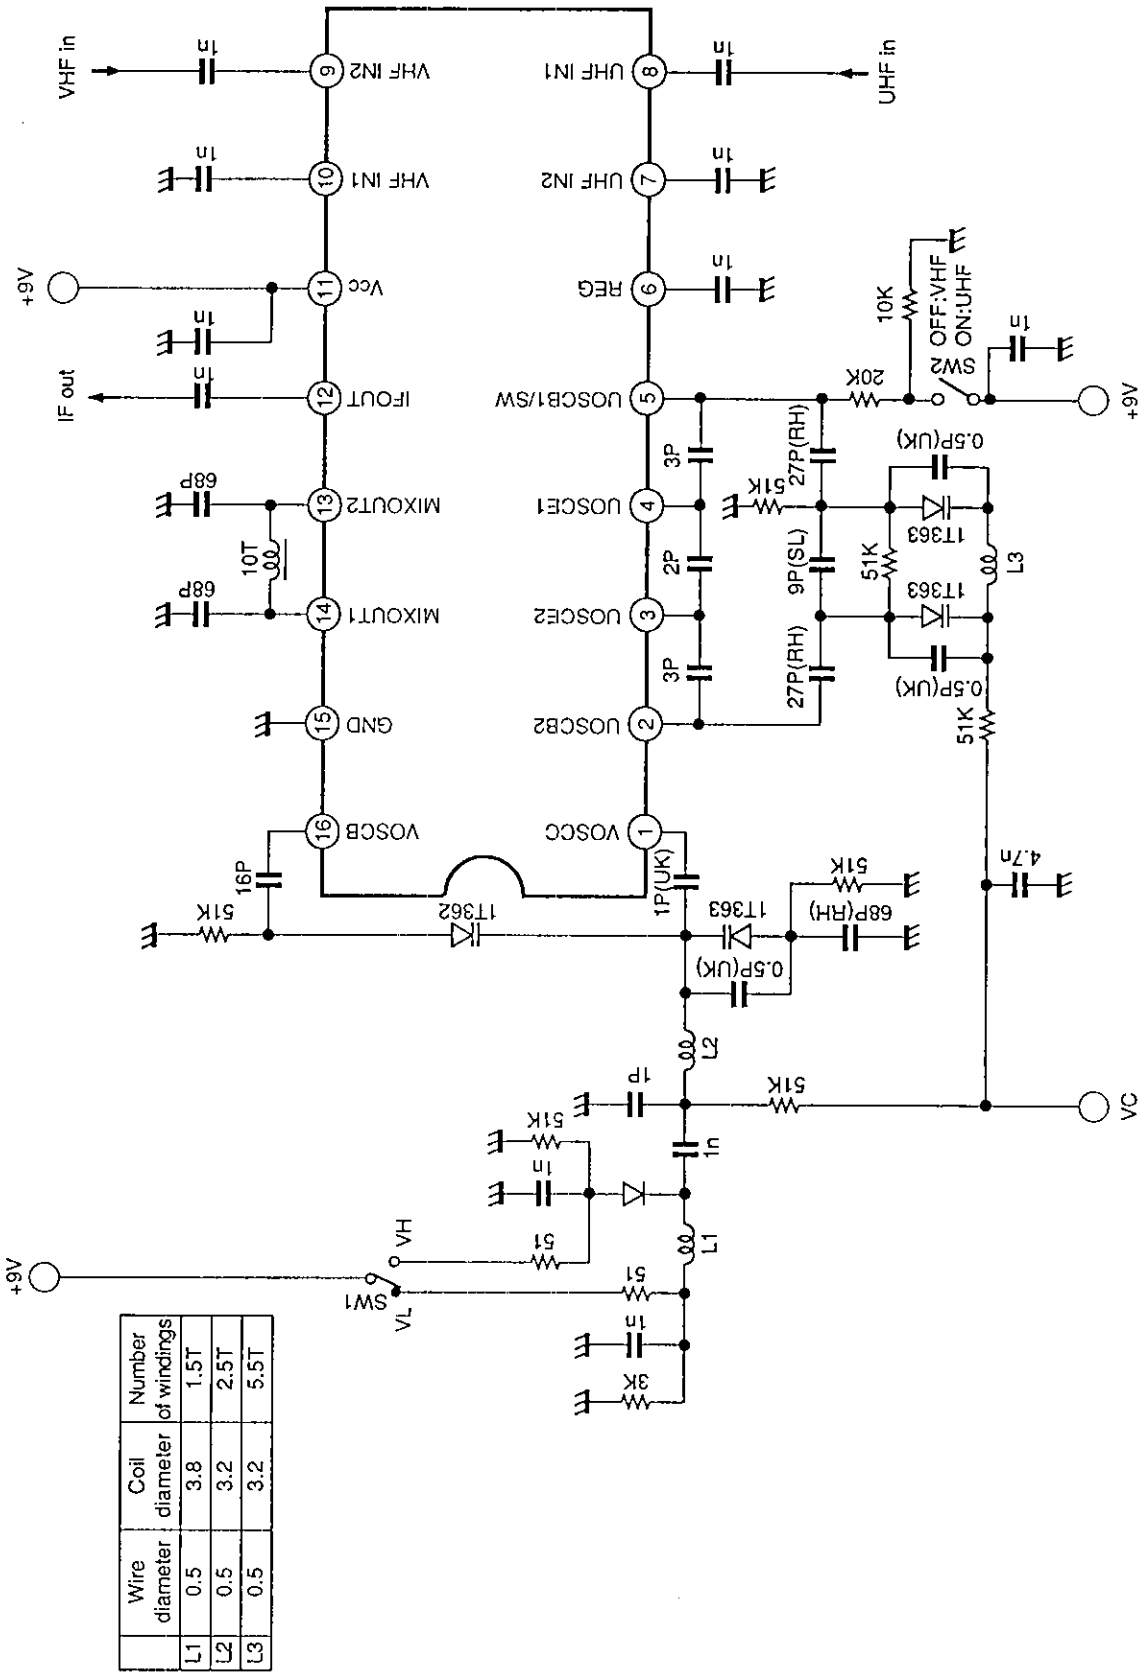 Wire diameter
Coil diameter
Number of windings
L1 0.5 3.8 1.5T
L2 0.5 3.2 2.5T
L3 0.5 3.2 5.5T
+9V
SW1
VH
VL
51
51
3K
1n
L1
1n
51K
1n
1P
L2
51K
VC
51K
16P
1T362
1P(UK)
0.5P(UK)
1T363
51K
68P(RH)
4.7n
51K
16 VOSCB
15 GND
14 MIXOUT1
13 MIXOUT2
12 IFOUT
11 Vcc
10 VHF IN1
9 VHF IN2
1 VOSCC
2 UOSCB2
3 UOSCE2
4 UOSCE1
5 UOSCB1/SW
6 REG
7 UHF IN2
8 UHF IN1
68P
10T
68P
IF out
1n
1n
+9V
1n
VHF in
1n
3P
2P
3P
27P(RH)
9P(SL)
27P(RH)
51K
51K
0.5P(UK)
1T363
1T363
0.5P(UK)
L3
20K
10K
SW2
OFF:VHF
ON:UHF
1n
+9V
1n
1n
1n
UHF in